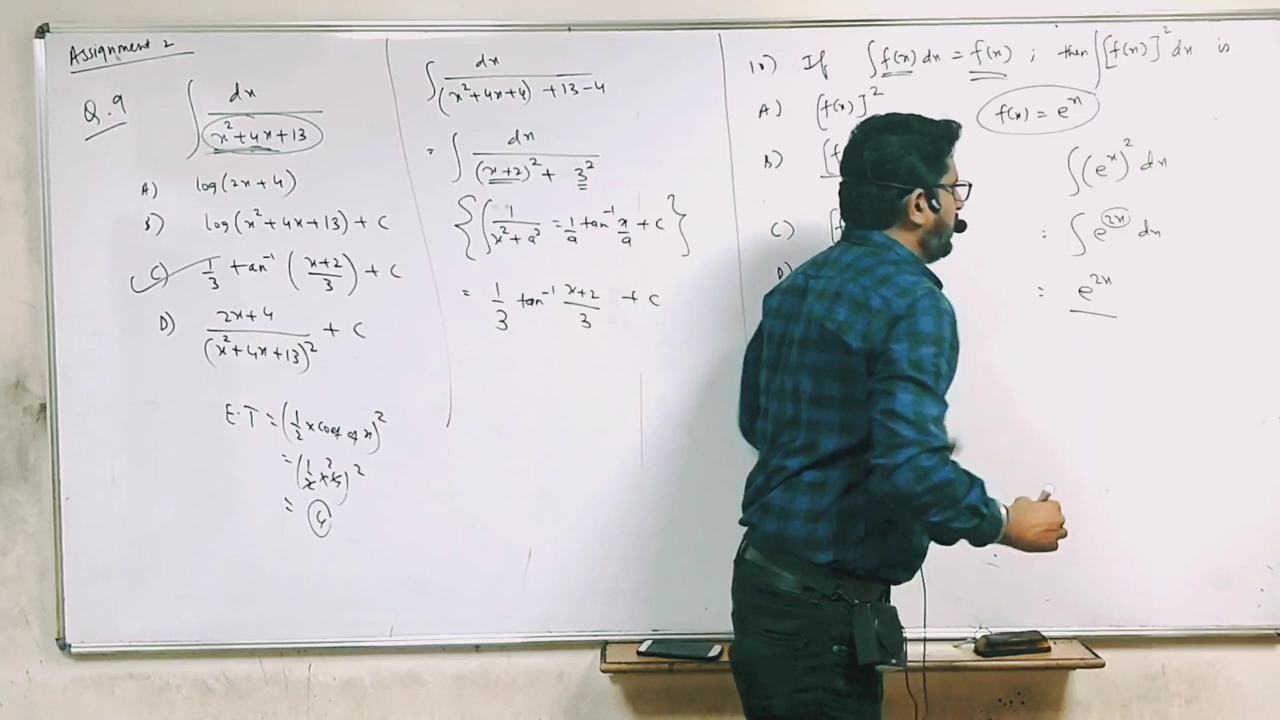 Assignment 2
Q.9 ∫ dx / (x²+4x+13)
A) log(2x+4)
B) log(x²+4x+13) + C
C) 1/3 tan⁻¹ (x+2 / 3) + C
D) 2x+4 / (x²+4x+13)² + C
E.T = (1/2 × coef of x)²
= (1/2 × 4)²
= 4
∫ dx / (x²+4x+4) +13-4
= ∫ dx / (x+2)² + 3²
{ ∫ 1 / x²+a² = 1/a tan⁻¹ x/a + C }
= 1/3 tan⁻¹ x+2 / 3 + C
10) If ∫ f(x) dx = f(x) ; then ∫ [f(x)]² dx is
A) [f(x)]²
B) [f
C) [f
D)
f(x) = eˣ
∫ (eˣ)² dx
: ∫ e²ˣ dx
: e²ˣ